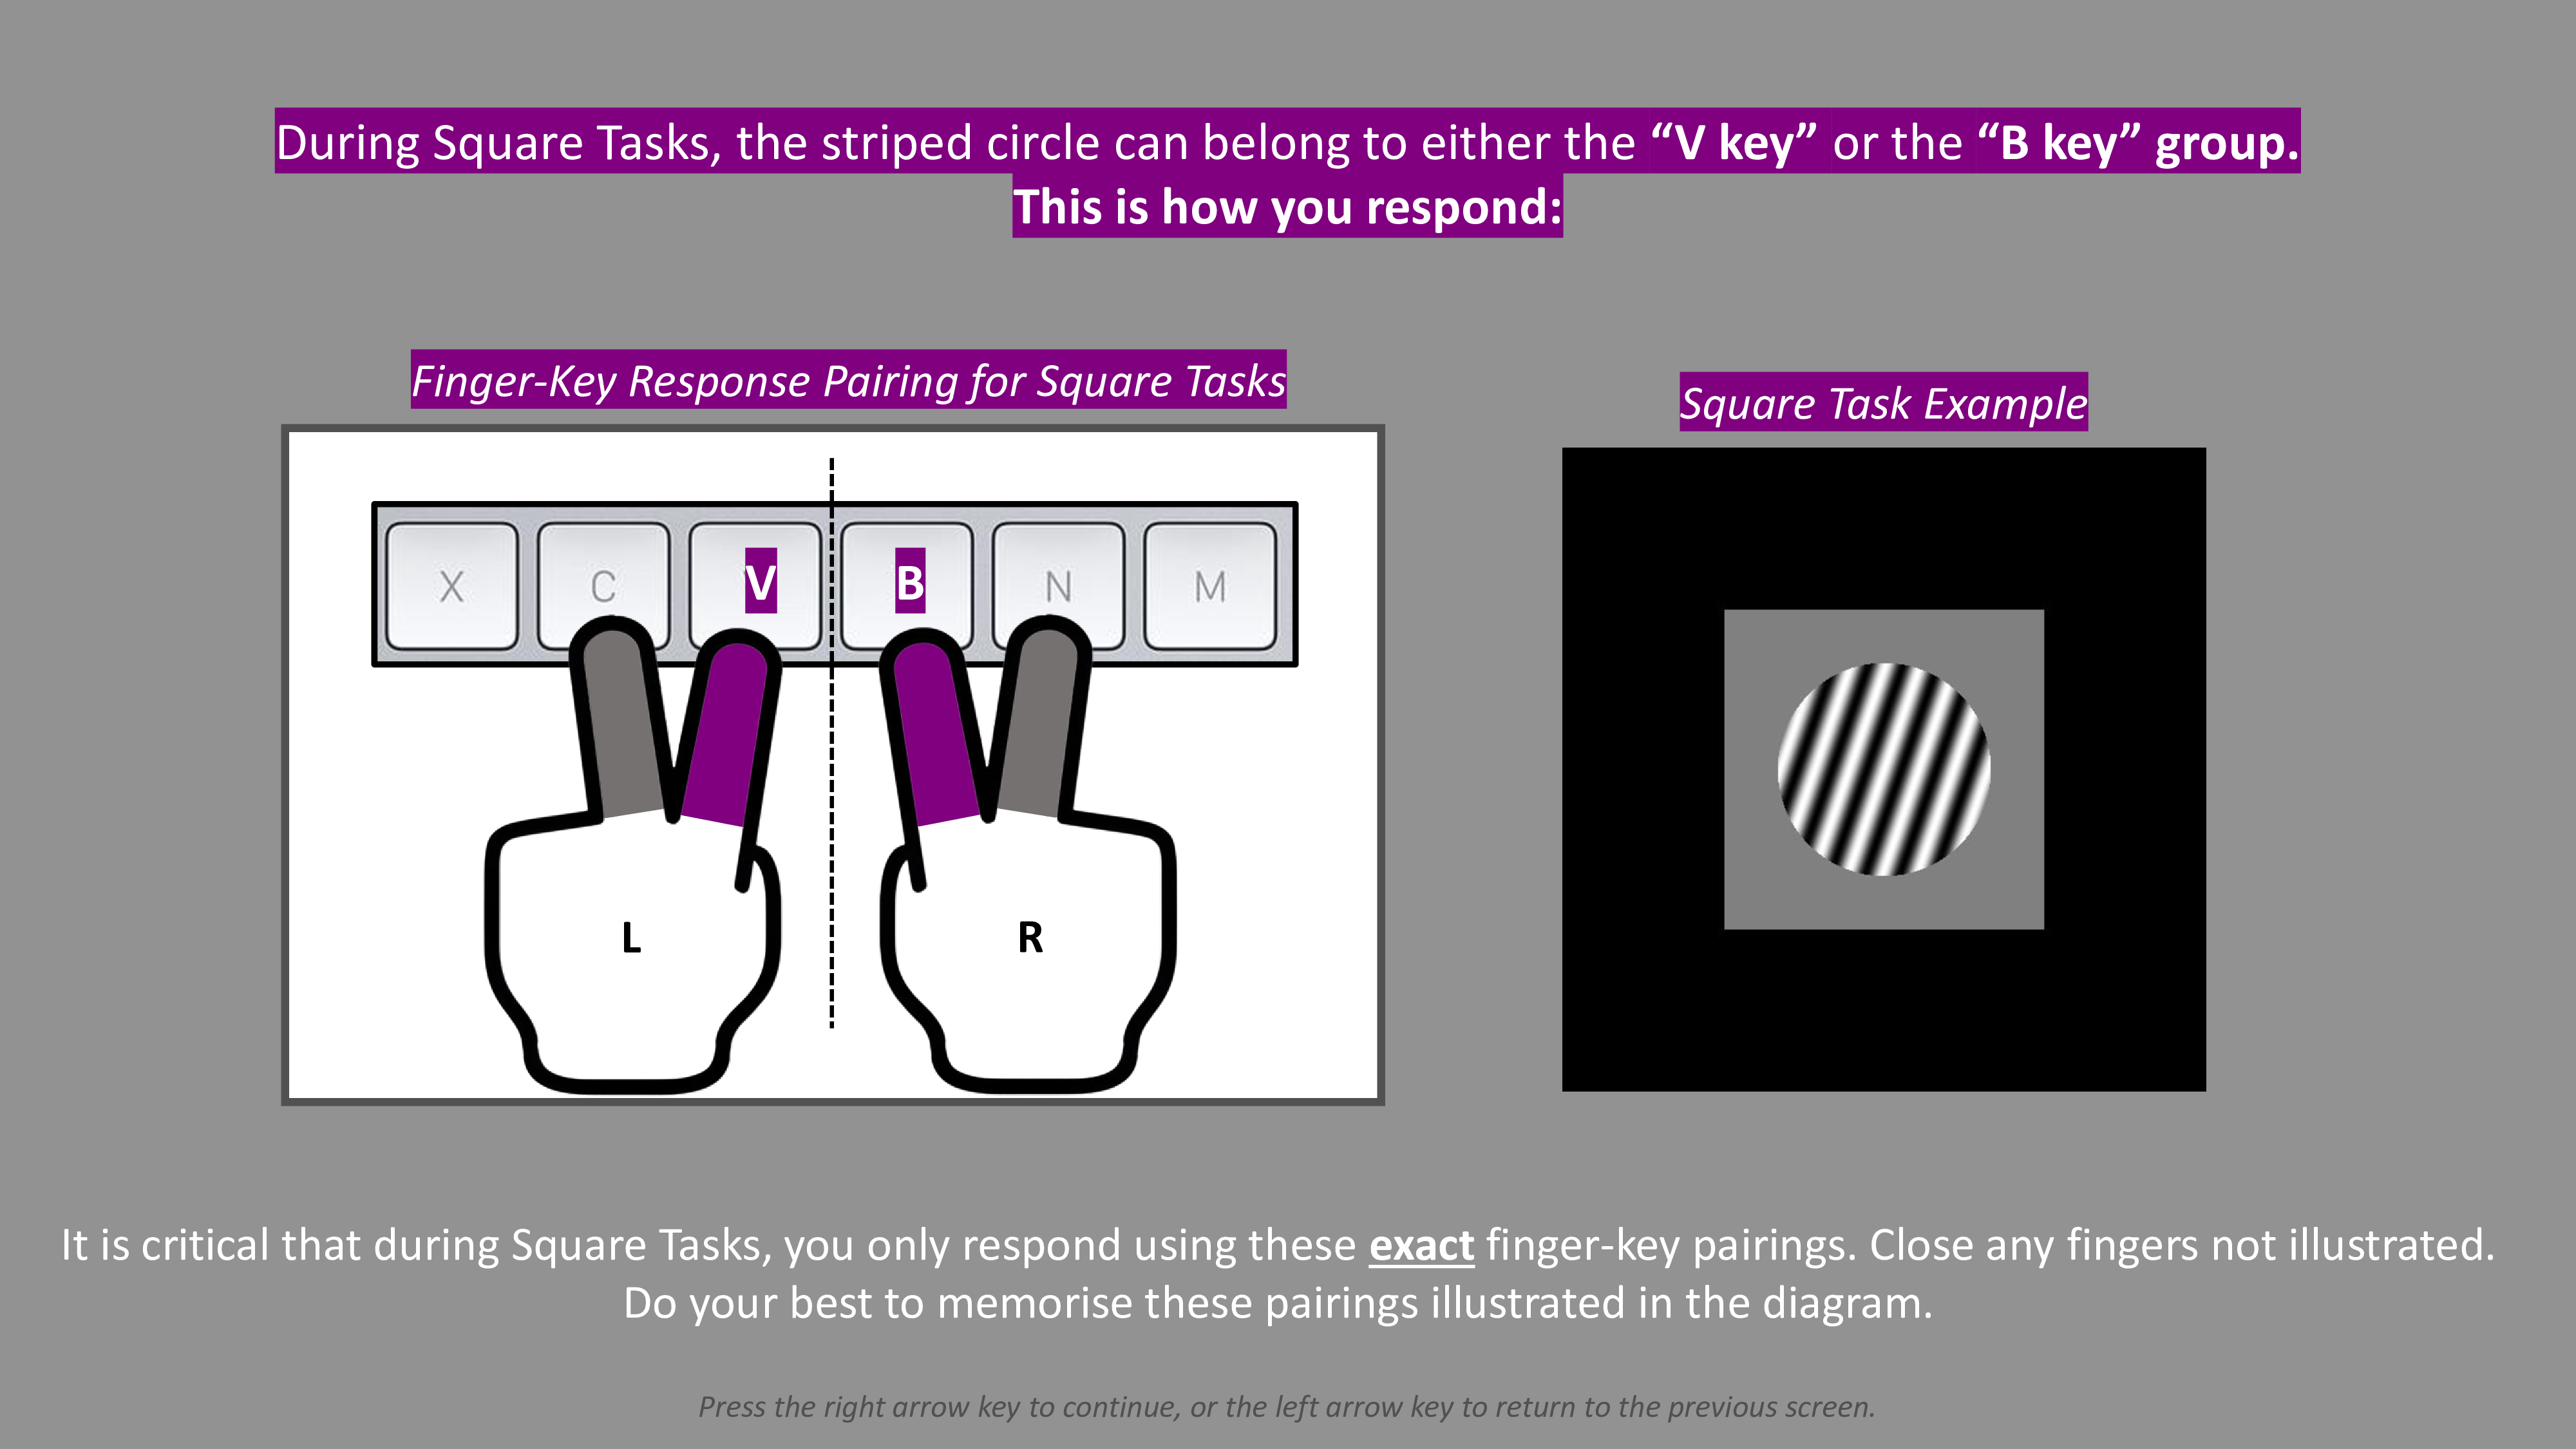 During Square Tasks, the striped circle can belong to either the “V key” or the “B key” group.
This is how you respond:
Finger-Key Response Pairing for Square Tasks
Square Task Example
X C V B N M
L R
It is critical that during Square Tasks, you only respond using these exact finger-key pairings. Close any fingers not illustrated.
Do your best to memorise these pairings illustrated in the diagram.
Press the right arrow key to continue, or the left arrow key to return to the previous screen.